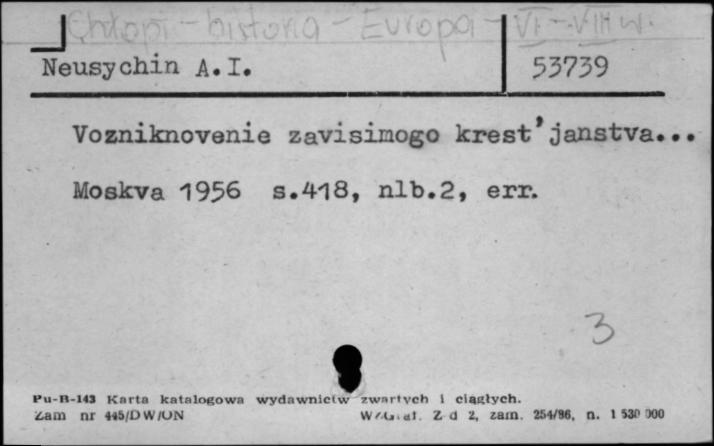 Chłopi - historia - Europa - VI-VIII w.
Neusychin A.I. 53739
Vozniknovenie zavisimogo krest'janstva...
Moskva 1956 s.418, nlb.2, err.
3
Pu-B-143 Karta katalogowa wydawnictw zwartych i ciągłych.
Zam nr 445/DW/UN Z-d 2, zam. 254/86, n. 1 530 000